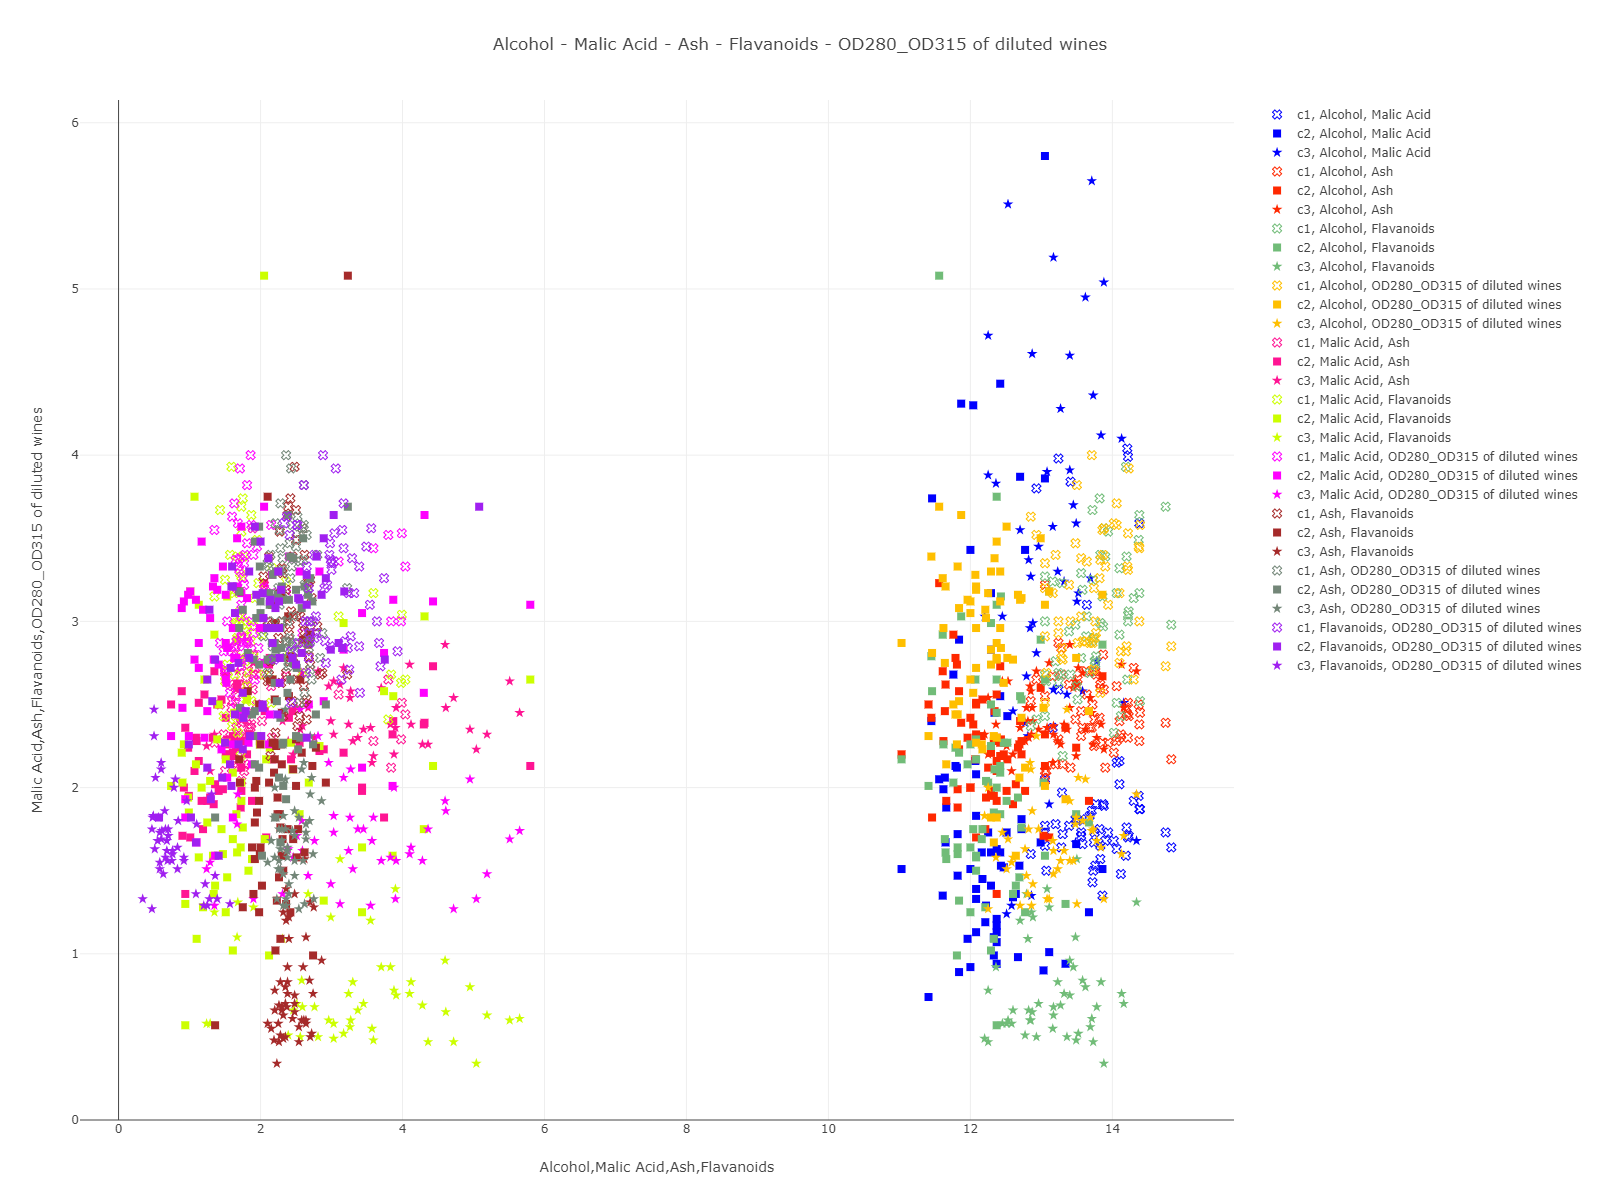 Alcohol - Malic Acid - Ash - Flavanoids - OD280_OD315 of diluted wines
6
5
4
3
2
1
0
Malic Acid,Ash,Flavanoids,OD280_OD315 of diluted wines
0 2 4 6 8 10 12 14
Alcohol,Malic Acid,Ash,Flavanoids
c1, Alcohol, Malic Acid
c2, Alcohol, Malic Acid
c3, Alcohol, Malic Acid
c1, Alcohol, Ash
c2, Alcohol, Ash
c3, Alcohol, Ash
c1, Alcohol, Flavanoids
c2, Alcohol, Flavanoids
c3, Alcohol, Flavanoids
c1, Alcohol, OD280_OD315 of diluted wines
c2, Alcohol, OD280_OD315 of diluted wines
c3, Alcohol, OD280_OD315 of diluted wines
c1, Malic Acid, Ash
c2, Malic Acid, Ash
c3, Malic Acid, Ash
c1, Malic Acid, Flavanoids
c2, Malic Acid, Flavanoids
c3, Malic Acid, Flavanoids
c1, Malic Acid, OD280_OD315 of diluted wines
c2, Malic Acid, OD280_OD315 of diluted wines
c3, Malic Acid, OD280_OD315 of diluted wines
c1, Ash, Flavanoids
c2, Ash, Flavanoids
c3, Ash, Flavanoids
c1, Ash, OD280_OD315 of diluted wines
c2, Ash, OD280_OD315 of diluted wines
c3, Ash, OD280_OD315 of diluted wines
c1, Flavanoids, OD280_OD315 of diluted wines
c2, Flavanoids, OD280_OD315 of diluted wines
c3, Flavanoids, OD280_OD315 of diluted wines